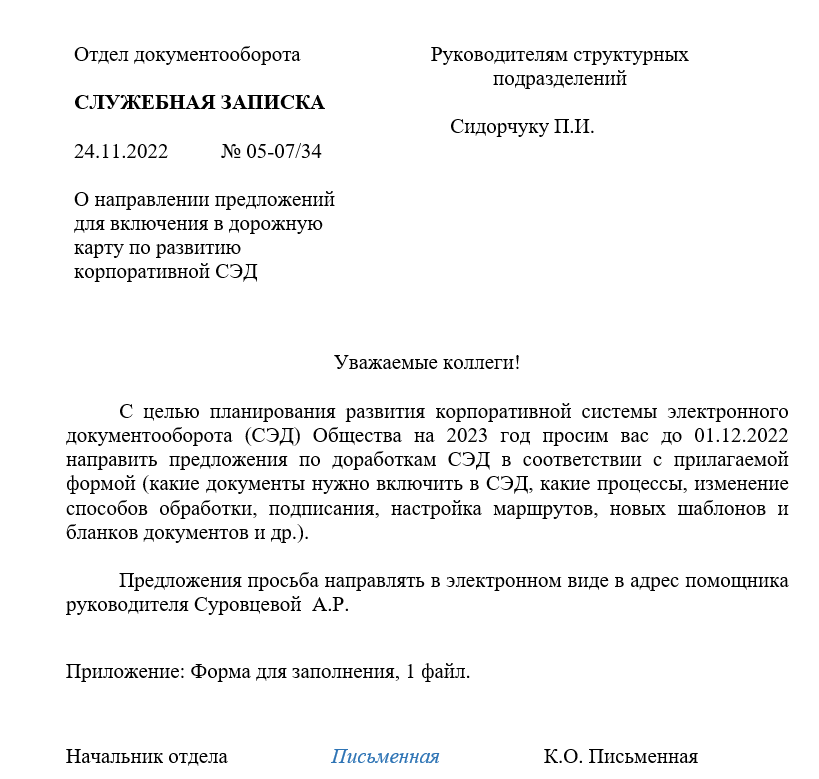 Отдел документооборота
Руководителям структурных
подразделений
СЛУЖЕБНАЯ ЗАПИСКА
Сидорчуку П.И.
24.11.2022 № 05-07/34
О направлении предложений
для включения в дорожную
карту по развитию
корпоративной СЭД
Уважаемые коллеги!
С целью планирования развития корпоративной системы электронного
документооборота (СЭД) Общества на 2023 год просим вас до 01.12.2022
направить предложения по доработкам СЭД в соответствии с прилагаемой
формой (какие документы нужно включить в СЭД, какие процессы, изменение
способов обработки, подписания, настройка маршрутов, новых шаблонов и
бланков документов и др.).
Предложения просьба направлять в электронном виде в адрес помощника
руководителя Суровцевой А.Р.
Приложение: Форма для заполнения, 1 файл.
Начальник отдела Письменная К.О. Письменная